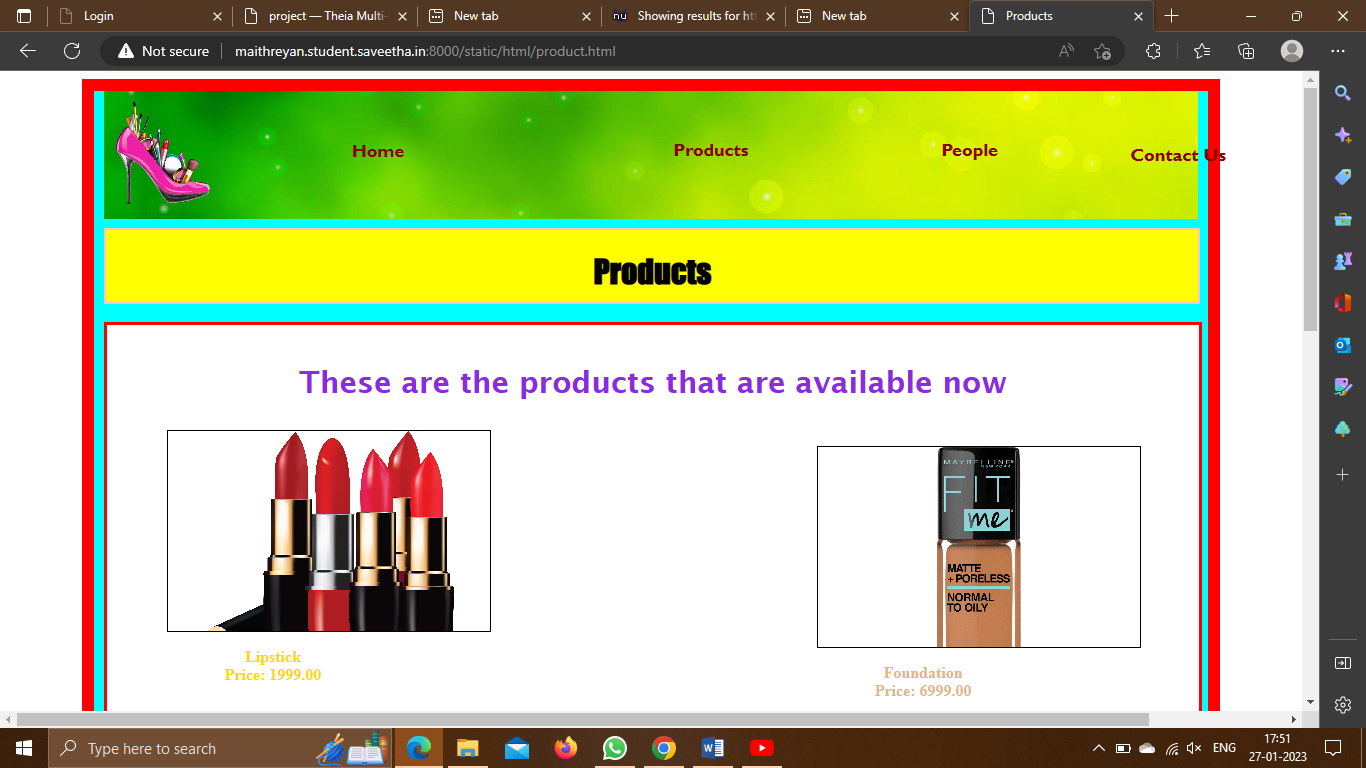 Login
project — Theia Multi-
New tab
Showing results for htt
New tab
Products
Not secure
maithreyan.student.saveetha.in:8000/static/html/product.html
Home
Products
People
Contact Us
Products
These are the products that are available now
MAYBELLINE
NEW YORK
FIT
me
MATTE
+ PORELESS
NORMAL
TO OILY
Lipstick
Price: 1999.00
Foundation
Price: 6999.00
Type here to search
ENG
17:51
27-01-2023